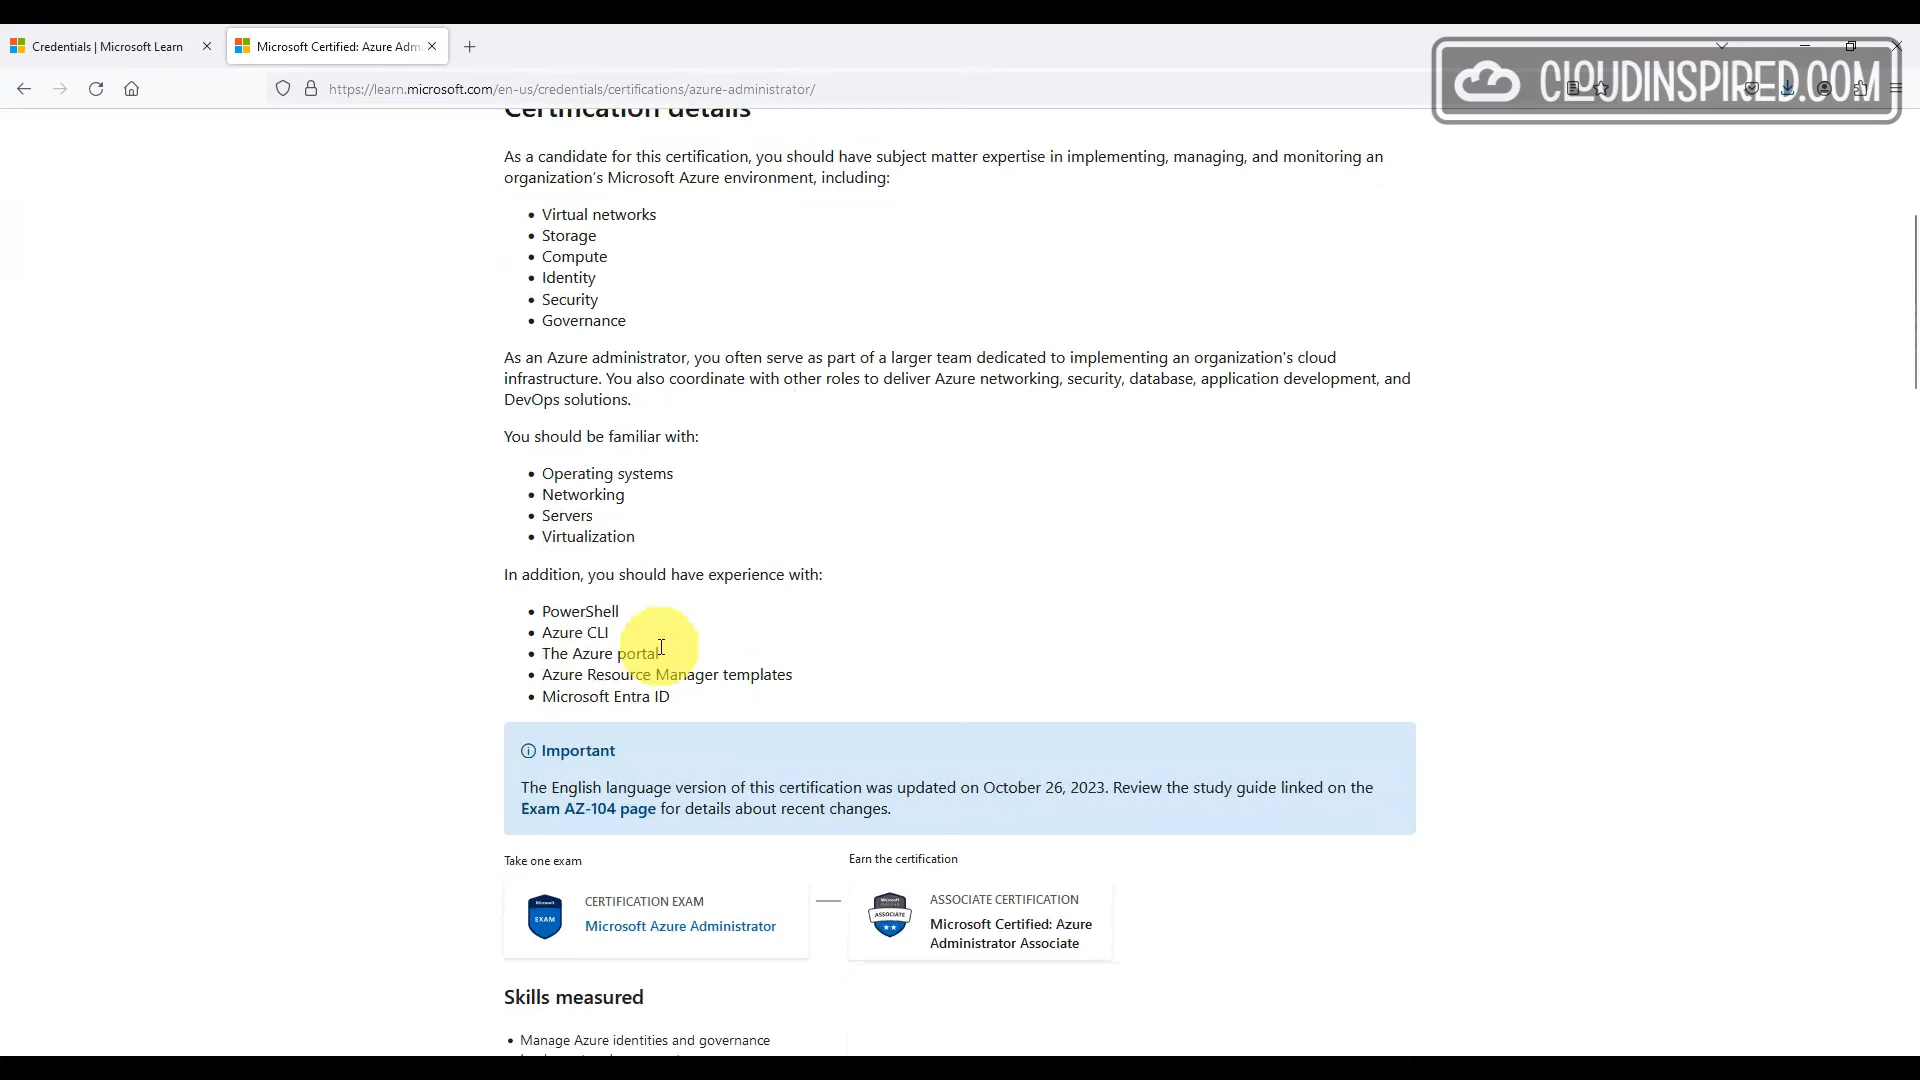 Credentials | Microsoft Learn
Microsoft Certified: Azure Adm
https://learn.microsoft.com/en-us/credentials/certifications/azure-administrator/
CLOUDINSPIRED.COM
Certification details
As a candidate for this certification, you should have subject matter expertise in implementing, managing, and monitoring an
organization’s Microsoft Azure environment, including:
• Virtual networks
• Storage
• Compute
• Identity
• Security
• Governance
As an Azure administrator, you often serve as part of a larger team dedicated to implementing an organization's cloud
infrastructure. You also coordinate with other roles to deliver Azure networking, security, database, application development, and
DevOps solutions.
You should be familiar with:
• Operating systems
• Networking
• Servers
• Virtualization
In addition, you should have experience with:
• PowerShell
• Azure CLI
• The Azure portal
• Azure Resource Manager templates
• Microsoft Entra ID
Important
The English language version of this certification was updated on October 26, 2023. Review the study guide linked on the
Exam AZ-104 page for details about recent changes.
Take one exam
Earn the certification
Microsoft
EXAM
CERTIFICATION EXAM
Microsoft Azure Administrator
Microsoft
CERTIFIED
ASSOCIATE
ASSOCIATE CERTIFICATION
Microsoft Certified: Azure
Administrator Associate
Skills measured
• Manage Azure identities and governance